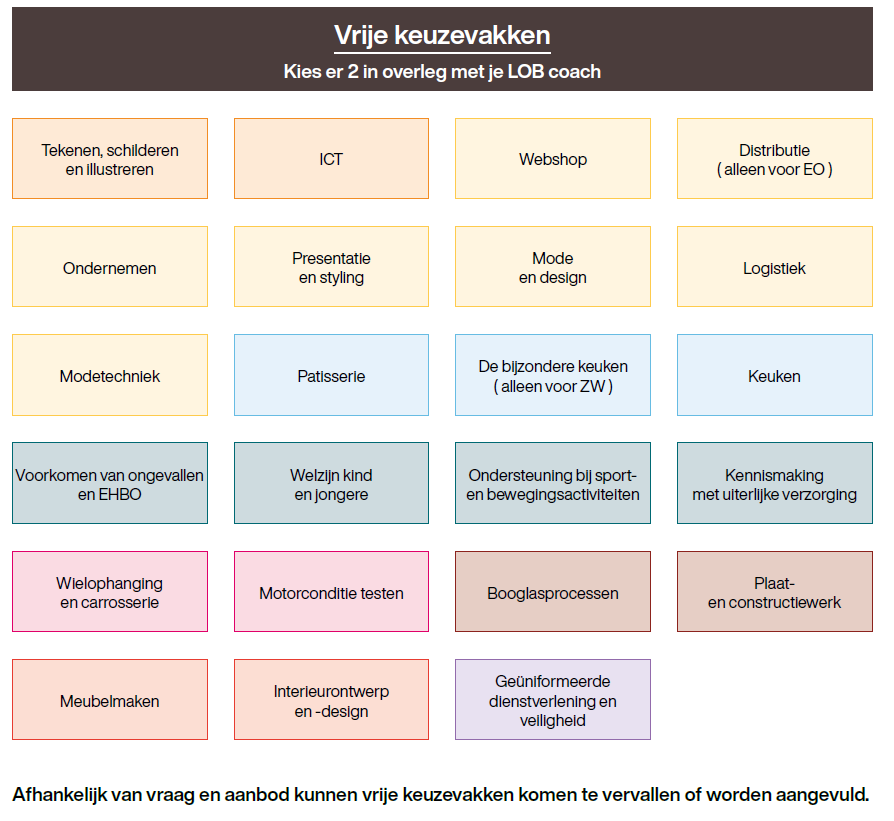 Vrije keuzevakken
Kies er 2 in overleg met je LOB coach
Tekenen, schilderen
en illustreren
ICT
Webshop
Distributie
( alleen voor EO )
Ondernemen
Presentatie
en styling
Mode
en design
Logistiek
Modetechniek
Patisserie
De bijzondere keuken
( alleen voor ZW )
Keuken
Voorkomen van ongevallen
en EHBO
Welzijn kind
en jongere
Ondersteuning bij sport-
en bewegingsactiviteiten
Kennismaking
met uiterlijke verzorging
Wielophanging
en carrosserie
Motorconditie testen
Booglasprocessen
Plaat-
en constructiewerk
Meubelmaken
Interieurontwerp
en -design
Geüniformeerde
dienstverlening en
veiligheid
Afhankelijk van vraag en aanbod kunnen vrije keuzevakken komen te vervallen of worden aangevuld.